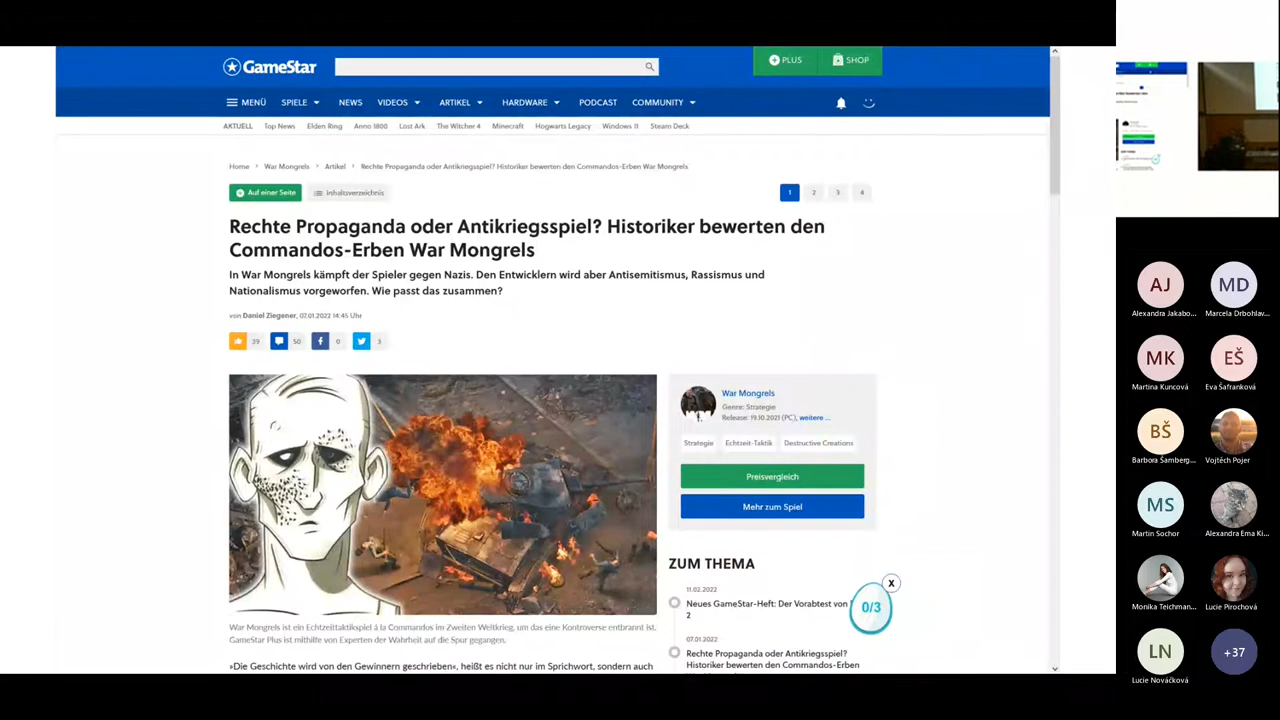 GameStar
PLUS
SHOP
MENÜ
SPIELE
NEWS
VIDEOS
ARTIKEL
HARDWARE
PODCAST
COMMUNITY
AKTUELL Top News Elden Ring Anno 1800 Lost Ark The Witcher 4 Minecraft Hogwarts Legacy Windows 11 Steam Deck
Home > War Mongrels > Artikel > Rechte Propaganda oder Antikriegsspiel? Historiker bewerten den Commandos-Erben War Mongrels
Auf einer Seite
Inhaltsverzeichnis
1 2 3 4
Rechte Propaganda oder Antikriegsspiel? Historiker bewerten den
Commandos-Erben War Mongrels
In War Mongrels kämpft der Spieler gegen Nazis. Den Entwicklern wird aber Antisemitismus, Rassismus und
Nationalismus vorgeworfen. Wie passt das zusammen?
von Daniel Ziegener, 07.01.2022 14:45 Uhr
39 50 0 3
War Mongrels
Genre: Strategie
Release: 19.10.2021 (PC), weitere ...
Strategie Echtzeit-Taktik Destructive Creations
Preisvergleich
Mehr zum Spiel
ZUM THEMA
11.02.2022
Neues GameStar-Heft: Der Vorabtest von
2
07.01.2022
Rechte Propaganda oder Antikriegsspiel?
Historiker bewerten den Commandos-Erben
X
0/3
War Mongrels ist ein Echtzeittaktikspiel à la Commandos im Zweiten Weltkrieg, um das eine Kontroverse entbrannt ist.
GameStar Plus ist mithilfe von Experten der Wahrheit auf die Spur gegangen.
»Die Geschichte wird von den Gewinnern geschrieben«, heißt es nicht nur im Sprichwort, sondern auch
AJ
Alexandra Jakabo...
MD
Marcela Drbohlav...
MK
Martina Kuncová
EŠ
Eva Šafranková
BŠ
Barbora Šamberg...
Vojtěch Pojer
MS
Martin Sochor
Alexandra Ema Ki...
Monika Teichman...
Lucie Pirochová
LN
Lucie Nováčková
+37